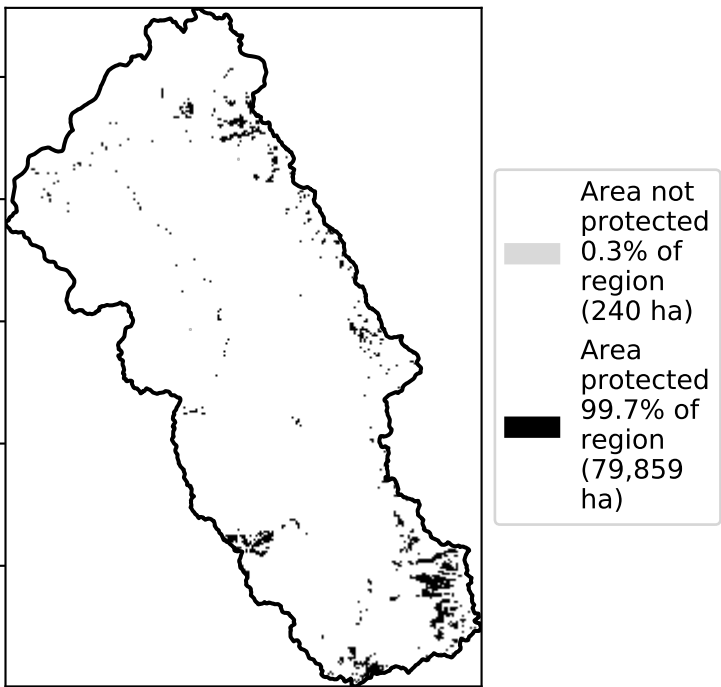 Area not
protected
0.3% of
region
(240 ha)
Area
protected
99.7% of
region
(79,859
ha)